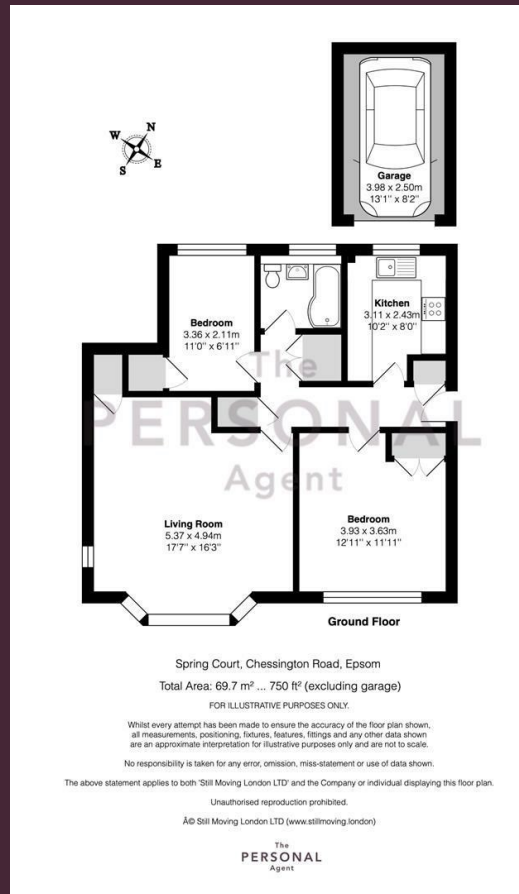 W N
S E
Garage
3.98 x 2.50m
13'1" x 8'2"
Kitchen
3.11 x 2.43m
10'2" x 8'0"
Bedroom
3.36 x 2.11m
11'0" x 6'11"
The
PERSONAL
Agent
Living Room
5.37 x 4.94m
17'7" x 16'3"
Bedroom
3.93 x 3.63m
12'11" x 11'11"
Ground Floor
Spring Court, Chessington Road, Epsom
Total Area: 69.7 m² ... 750 ft² (excluding garage)
FOR ILLUSTRATIVE PURPOSES ONLY.
Whilst every attempt has been made to ensure the accuracy of the floor plan shown,
all measurements, positioning, fixtures, features, fittings and any other data shown
are an approximate interpretation for illustrative purposes only and are not to scale.
No responsibility is taken for any error, omission, miss-statement or use of data shown.
The above statement applies to both 'Still Moving London LTD' and the Company or individual displaying this floor plan.
Unauthorised reproduction prohibited.
Â© Still Moving London LTD (www.stillmoving.london)
The
PERSONAL
Agent